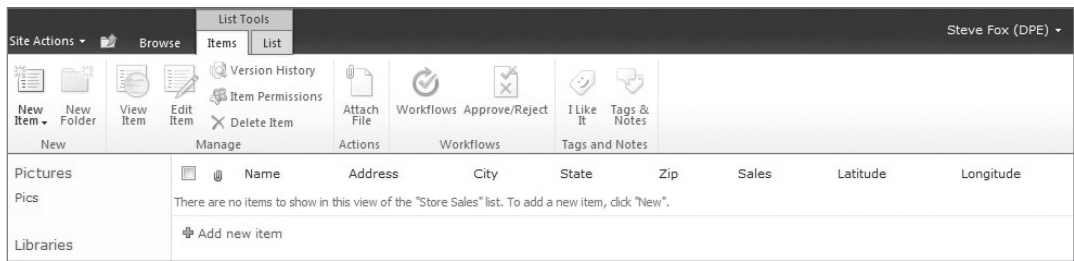 List Tools
Site Actions Browse Items List Steve Fox (DPE)
Version History
Item Permissions
Delete Item
New Item New Folder View Item Edit Item Attach File Workflows Approve/Reject I Like It Tags & Notes
New Manage Actions Workflows Tags and Notes
Pictures Name Address City State Zip Sales Latitude Longitude
Pics There are no items to show in this view of the "Store Sales" list. To add a new item, click "New".
Add new item
Libraries